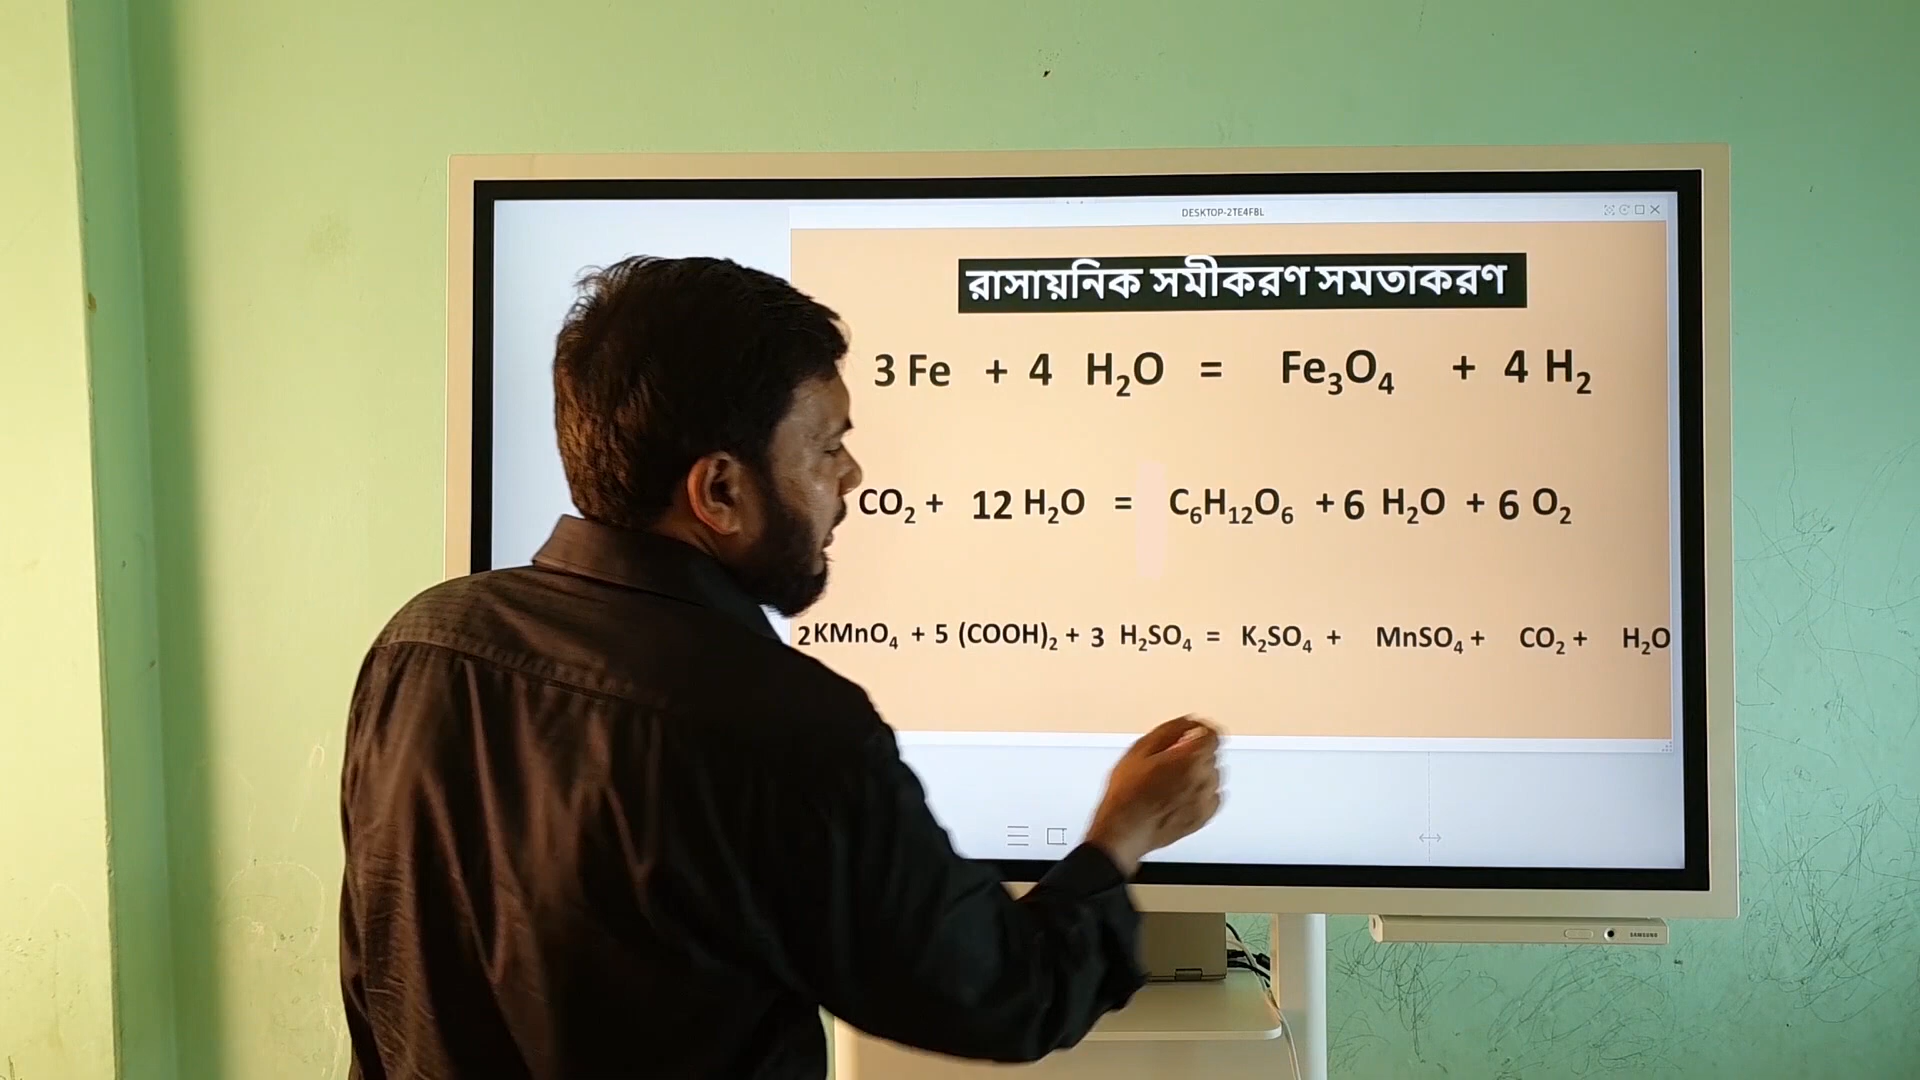 DESKTOP-2TE4FBL
রাসায়নিক সমীকরণ সমতাকরণ
3 Fe + 4 H₂O = Fe₃O₄ + 4 H₂
CO₂ + 12 H₂O = C₆H₁₂O₆ + 6 H₂O + 6 O₂
2KMnO₄ + 5 (COOH)₂ + 3 H₂SO₄ = K₂SO₄ + MnSO₄ + CO₂ + H₂O
SAMSUNG